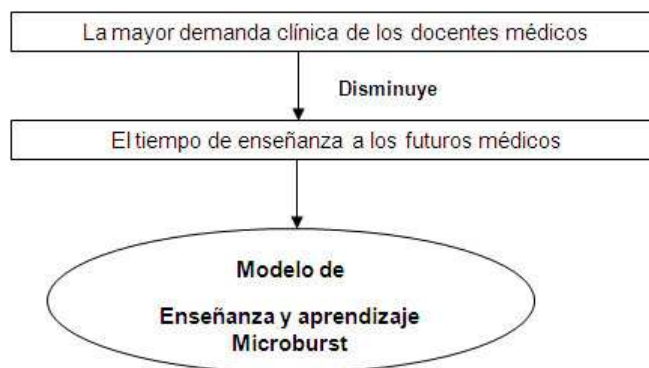 La mayor demanda clínica de los docentes médicos
Disminuye
El tiempo de enseñanza a los futuros médicos
Modelo de
Enseñanza y aprendizaje
Microburst